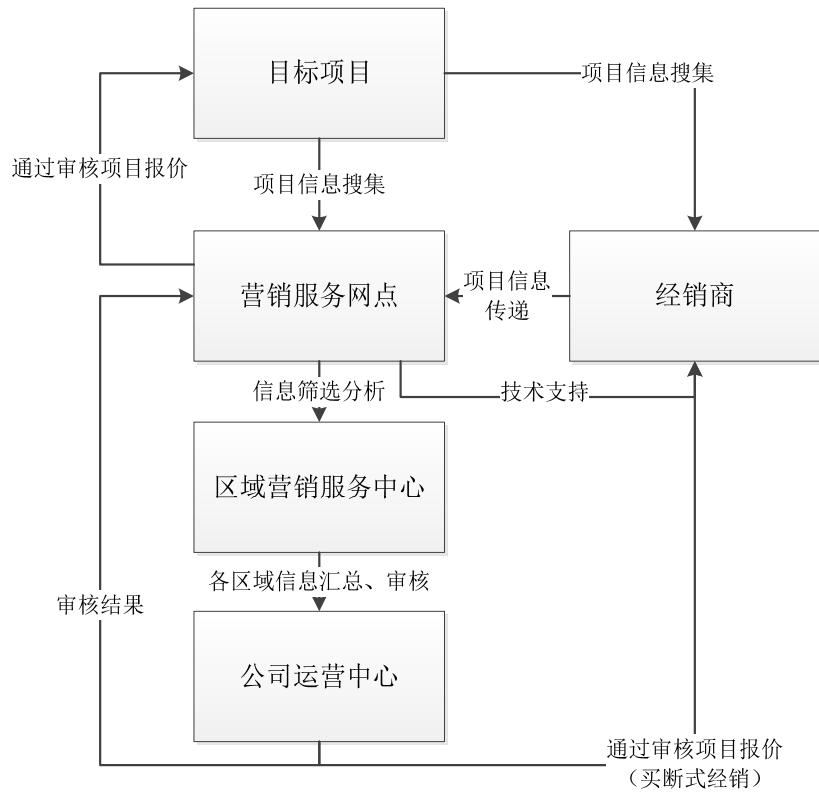 目标项目
项目信息搜集
通过审核项目报价
项目信息搜集
营销服务网点
项目信息
传递
经销商
信息筛选分析
技术支持
区域营销服务中心
各区域信息汇总、审核
审核结果
公司运营中心
通过审核项目报价
（买断式经销）